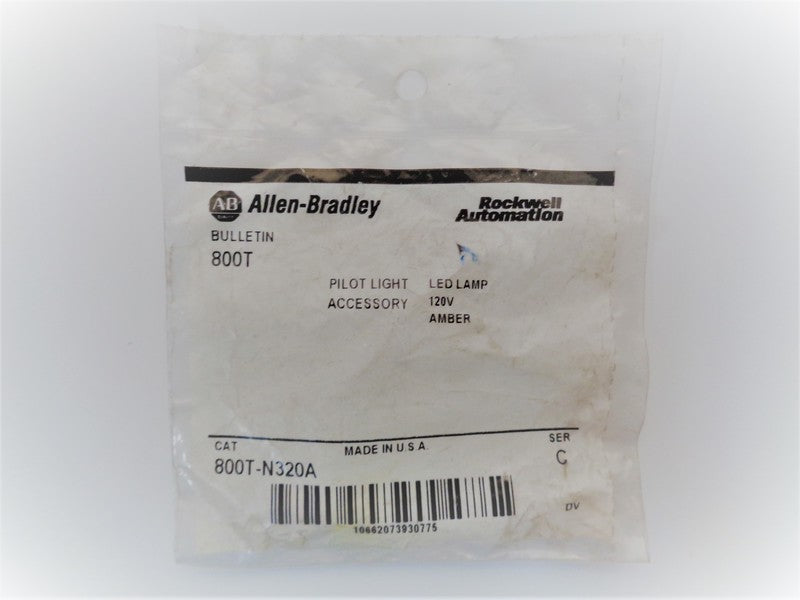 AB Allen-Bradley
Rockwell
Automation
BULLETIN
800T
PILOT LIGHT LED LAMP
ACCESSORY 120V
AMBER
CAT MADE IN U.S.A. SER
800T-N320A C
10662073930775
DV